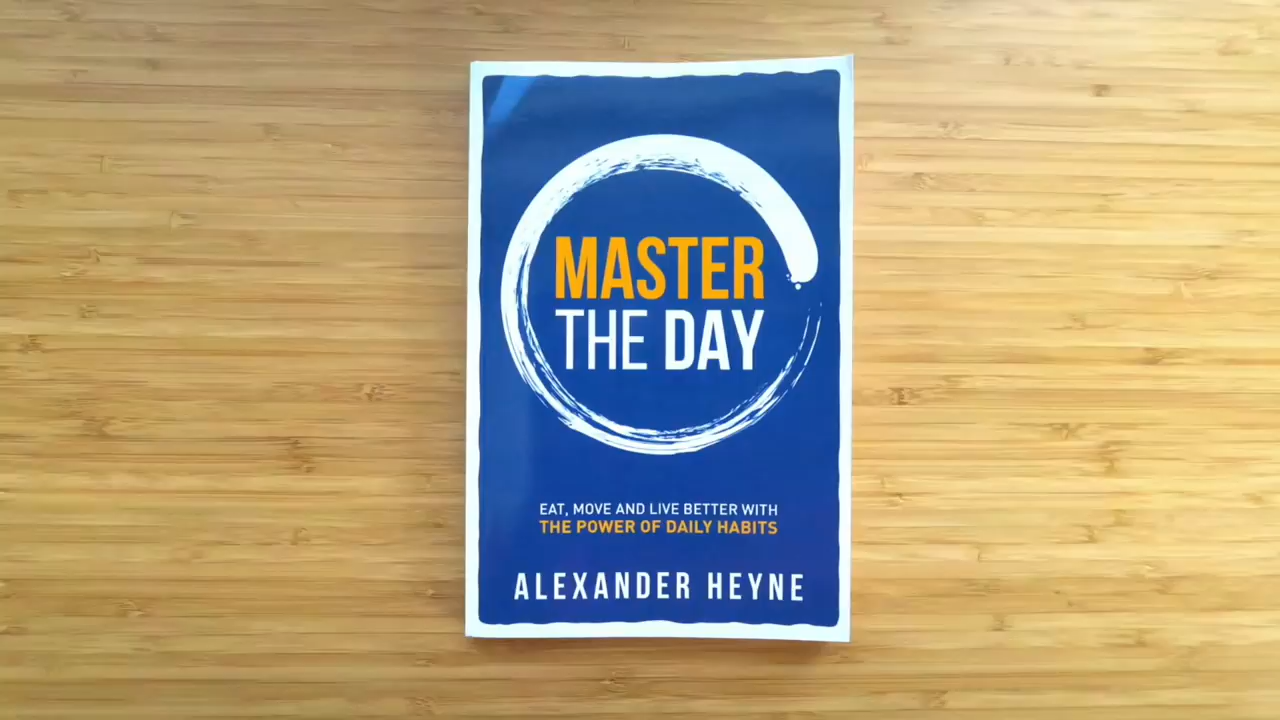 MASTER
THE DAY
EAT, MOVE AND LIVE BETTER WITH
THE POWER OF DAILY HABITS
ALEXANDER HEYNE